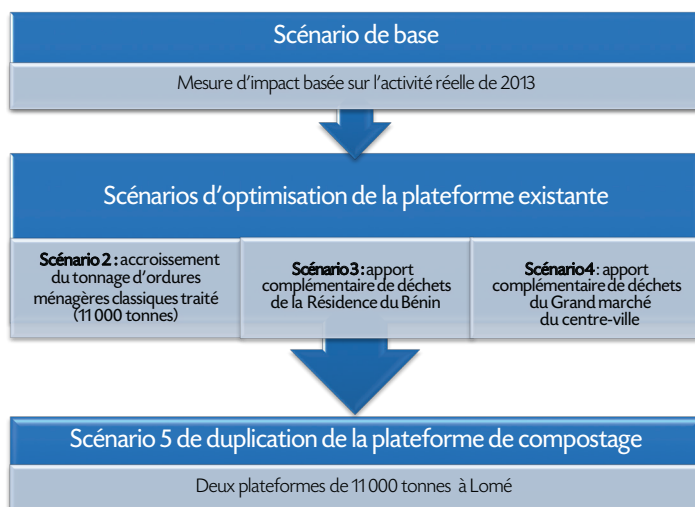 Scénario de base
Mesure d'impact basée sur l'activité réelle de 2013
Scénarios d'optimisation de la plateforme existante
Scénario 2 : accroissement
du tonnage d'ordures
ménagères classiques traité
(11 000 tonnes)
Scénario 3 : apport
complémentaire de déchets
de la Résidence du Bénin
Scénario 4 : apport
complémentaire de déchets
du Grand marché
du centre-ville
Scénario 5 de duplication de la plateforme de compostage
Deux plateformes de 11 000 tonnes à Lomé